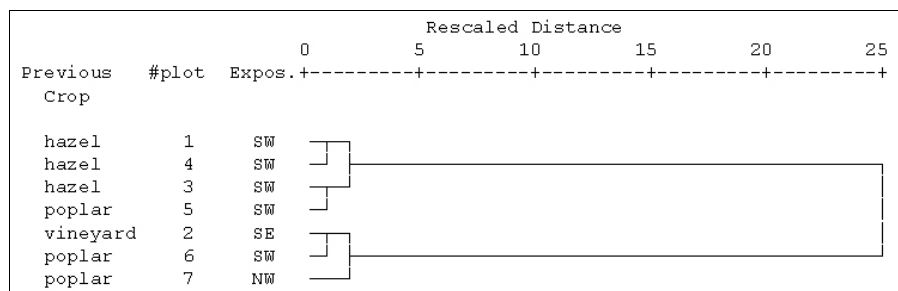 Rescaled Distance
0 5 10 15 20 25
Previous #plot Expos. +---------+---------+---------+---------+---------+
Crop
hazel 1 SW
hazel 4 SW
hazel 3 SW
poplar 5 SW
vineyard 2 SE
poplar 6 SW
poplar 7 NW